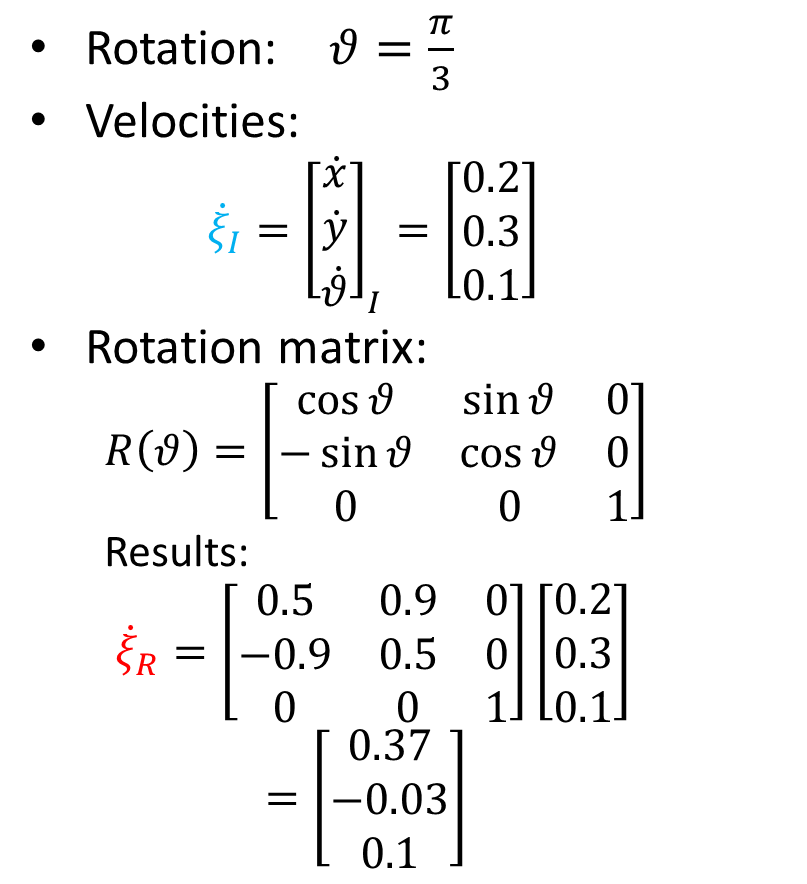 • Rotation: ϑ = π/3
• Velocities:
ξ̇_I = [ẋ; ẏ; ϑ̇]_I = [0.2; 0.3; 0.1]
• Rotation matrix:
R(ϑ) = [cos ϑ sin ϑ 0; − sin ϑ cos ϑ 0; 0 0 1]
Results:
ξ̇_R = [0.5 0.9 0; −0.9 0.5 0; 0 0 1] [0.2; 0.3; 0.1]
= [0.37; −0.03; 0.1]